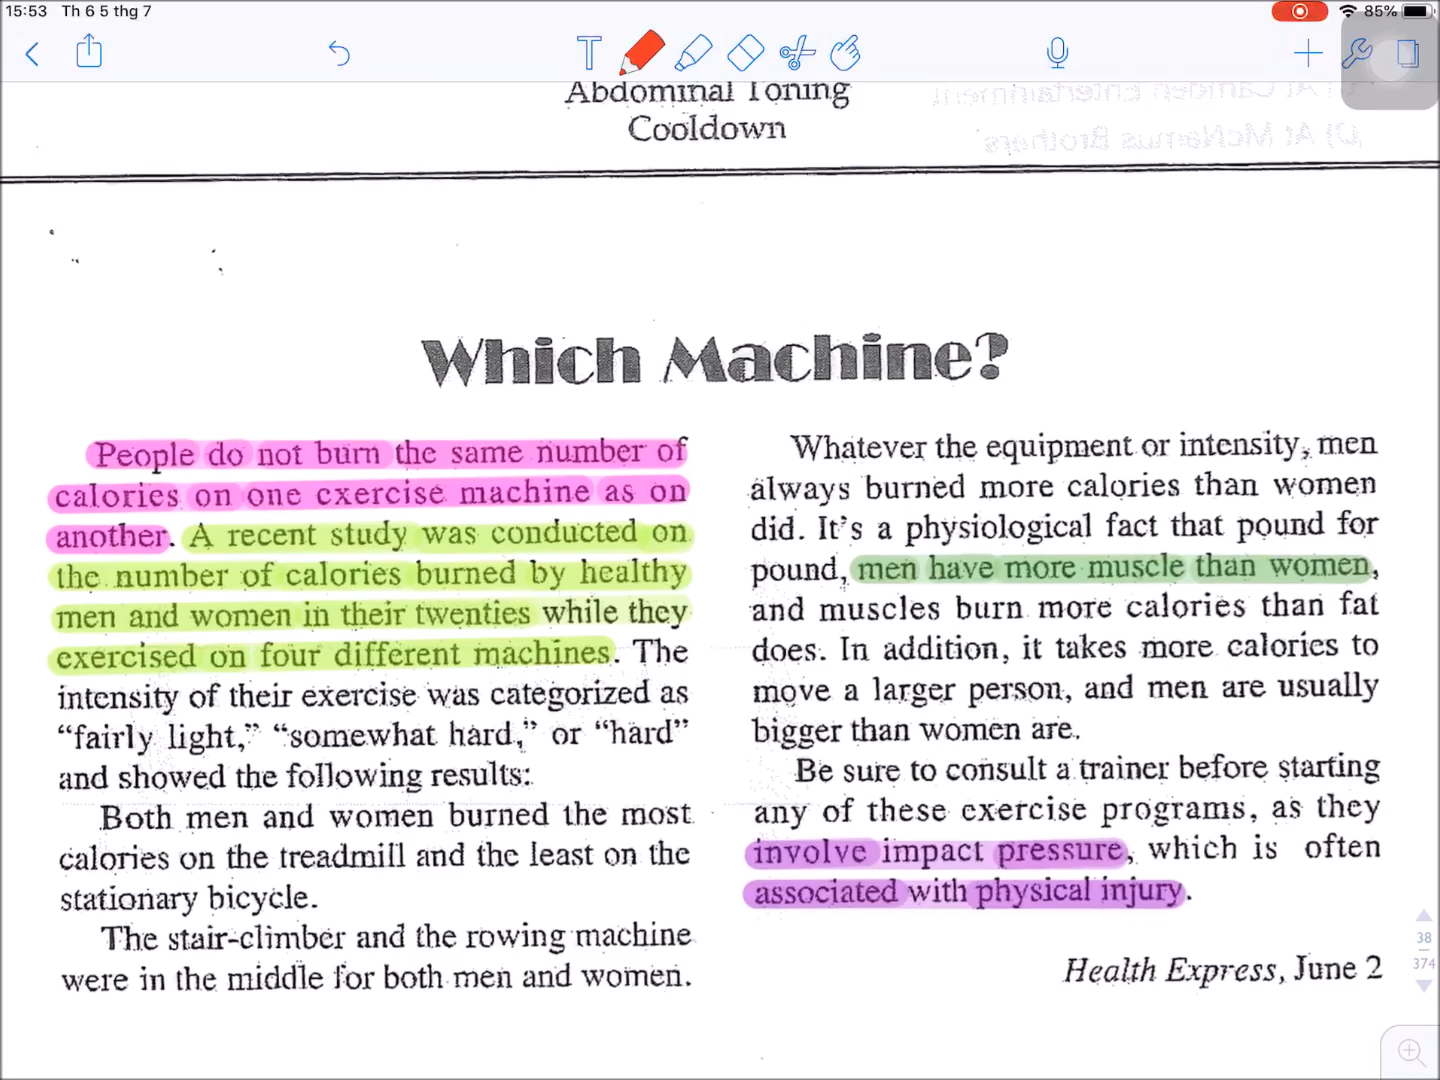 15:53 Th 6 5 thg 7
85%
T
Abdominal Toning
Cooldown
Which Machine?
People do not burn the same number of
calories on one exercise machine as on
another. A recent study was conducted on
the number of calories burned by healthy
men and women in their twenties while they
exercised on four different machines. The
intensity of their exercise was categorized as
“fairly light,” “somewhat hard,” or “hard”
and showed the following results:
Both men and women burned the most
calories on the treadmill and the least on the
stationary bicycle.
The stair-climber and the rowing machine
were in the middle for both men and women.
Whatever the equipment or intensity, men
always burned more calories than women
did. It’s a physiological fact that pound for
pound, men have more muscle than women,
and muscles burn more calories than fat
does. In addition, it takes more calories to
move a larger person, and men are usually
bigger than women are.
Be sure to consult a trainer before starting
any of these exercise programs, as they
involve impact pressure, which is often
associated with physical injury.
Health Express, June 2
38
374